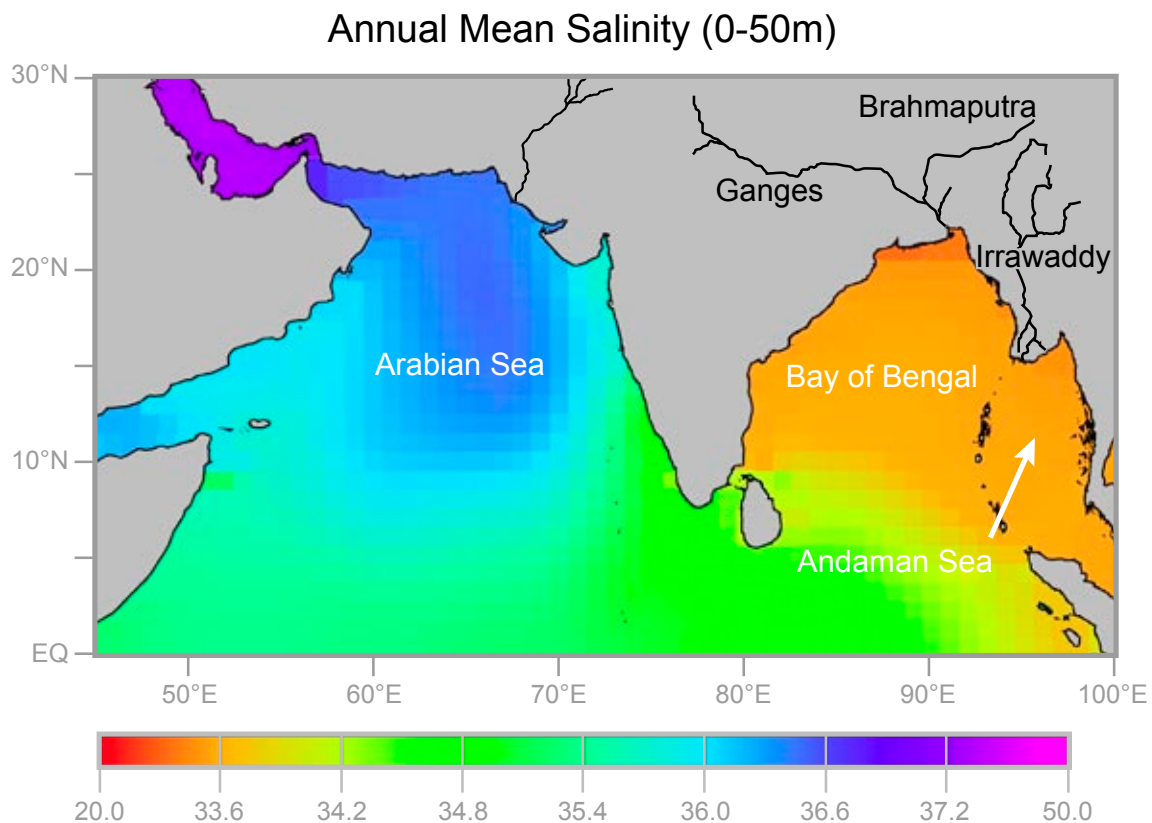 Annual Mean Salinity (0-50m)
30°N
Brahmaputra
Ganges
20°N
Irrawaddy
Arabian Sea
Bay of Bengal
10°N
Andaman Sea
EQ
50°E 60°E 70°E 80°E 90°E 100°E
20.0 33.6 34.2 34.8 35.4 36.0 36.6 37.2 50.0